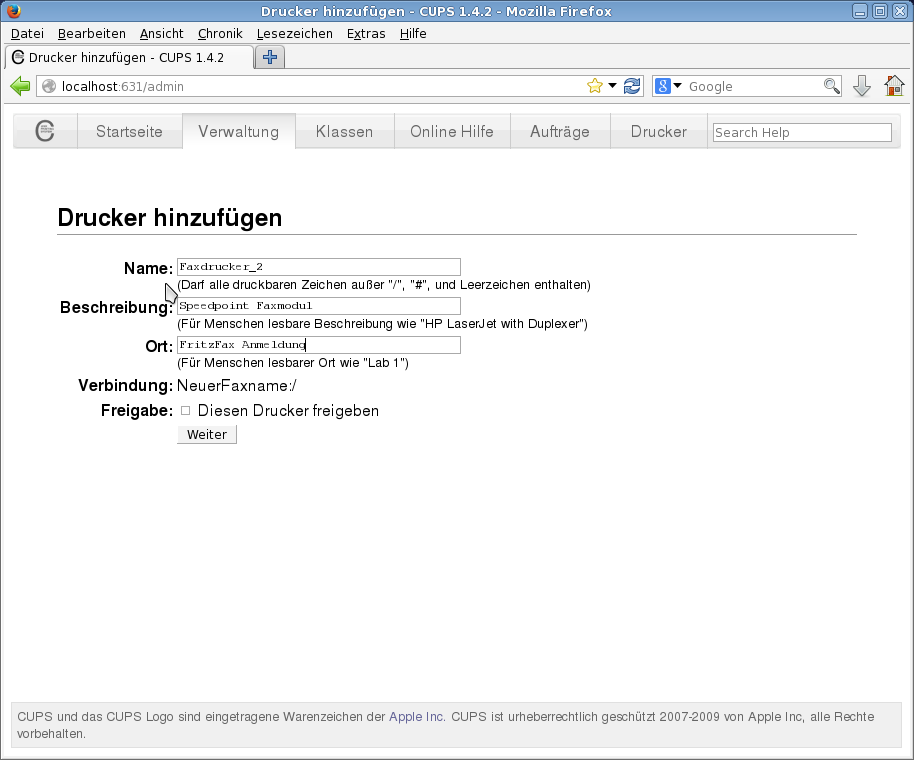 Drucker hinzufügen - CUPS 1.4.2 - Mozilla Firefox
Datei Bearbeiten Ansicht Chronik Lesezeichen Extras Hilfe
Drucker hinzufügen - CUPS 1.4.2
localhost:631/admin
8 Google
Startseite Verwaltung Klassen Online Hilfe Aufträge Drucker Search Help
Drucker hinzufügen
Name: Faxdrucker_2
(Darf alle druckbaren Zeichen außer "/", "#", und Leerzeichen enthalten)
Beschreibung: Speedpoint Faxmodul
(Für Menschen lesbare Beschreibung wie "HP LaserJet with Duplexer")
Ort: FritzFax Anmeldung
(Für Menschen lesbarer Ort wie "Lab 1")
Verbindung: NeuerFaxname:/
Freigabe: Diesen Drucker freigeben
Weiter
CUPS und das CUPS Logo sind eingetragene Warenzeichen der Apple Inc. CUPS ist urheberrechtlich geschützt 2007-2009 von Apple Inc, alle Rechte
vorbehalten.